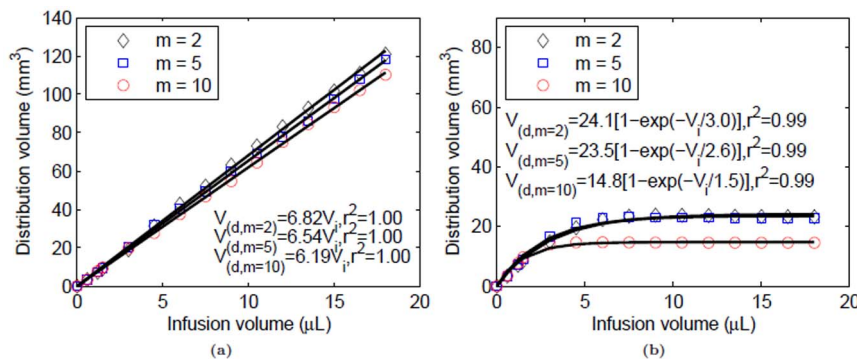 140
120
100
80
60
40
20
0
0 5 10 15 20
Distribution volume (mm³)
Infusion volume (μL)
m = 2
m = 5
m = 10
V(d,m=2)=6.82Vi,r²=1.00
V(d,m=5)=6.54Vi,r²=1.00
V(d,m=10)=6.19Vi,r²=1.00
(a)
80
60
40
20
0
0 5 10 15 20
Distribution volume (mm³)
Infusion volume (μL)
m = 2
m = 5
m = 10
V(d,m=2)=24.1[1−exp(−Vi/3.0)],r²=0.99
V(d,m=5)=23.5[1−exp(−Vi/2.6)],r²=0.99
V(d,m=10)=14.8[1−exp(−Vi/1.5)],r²=0.99
(b)